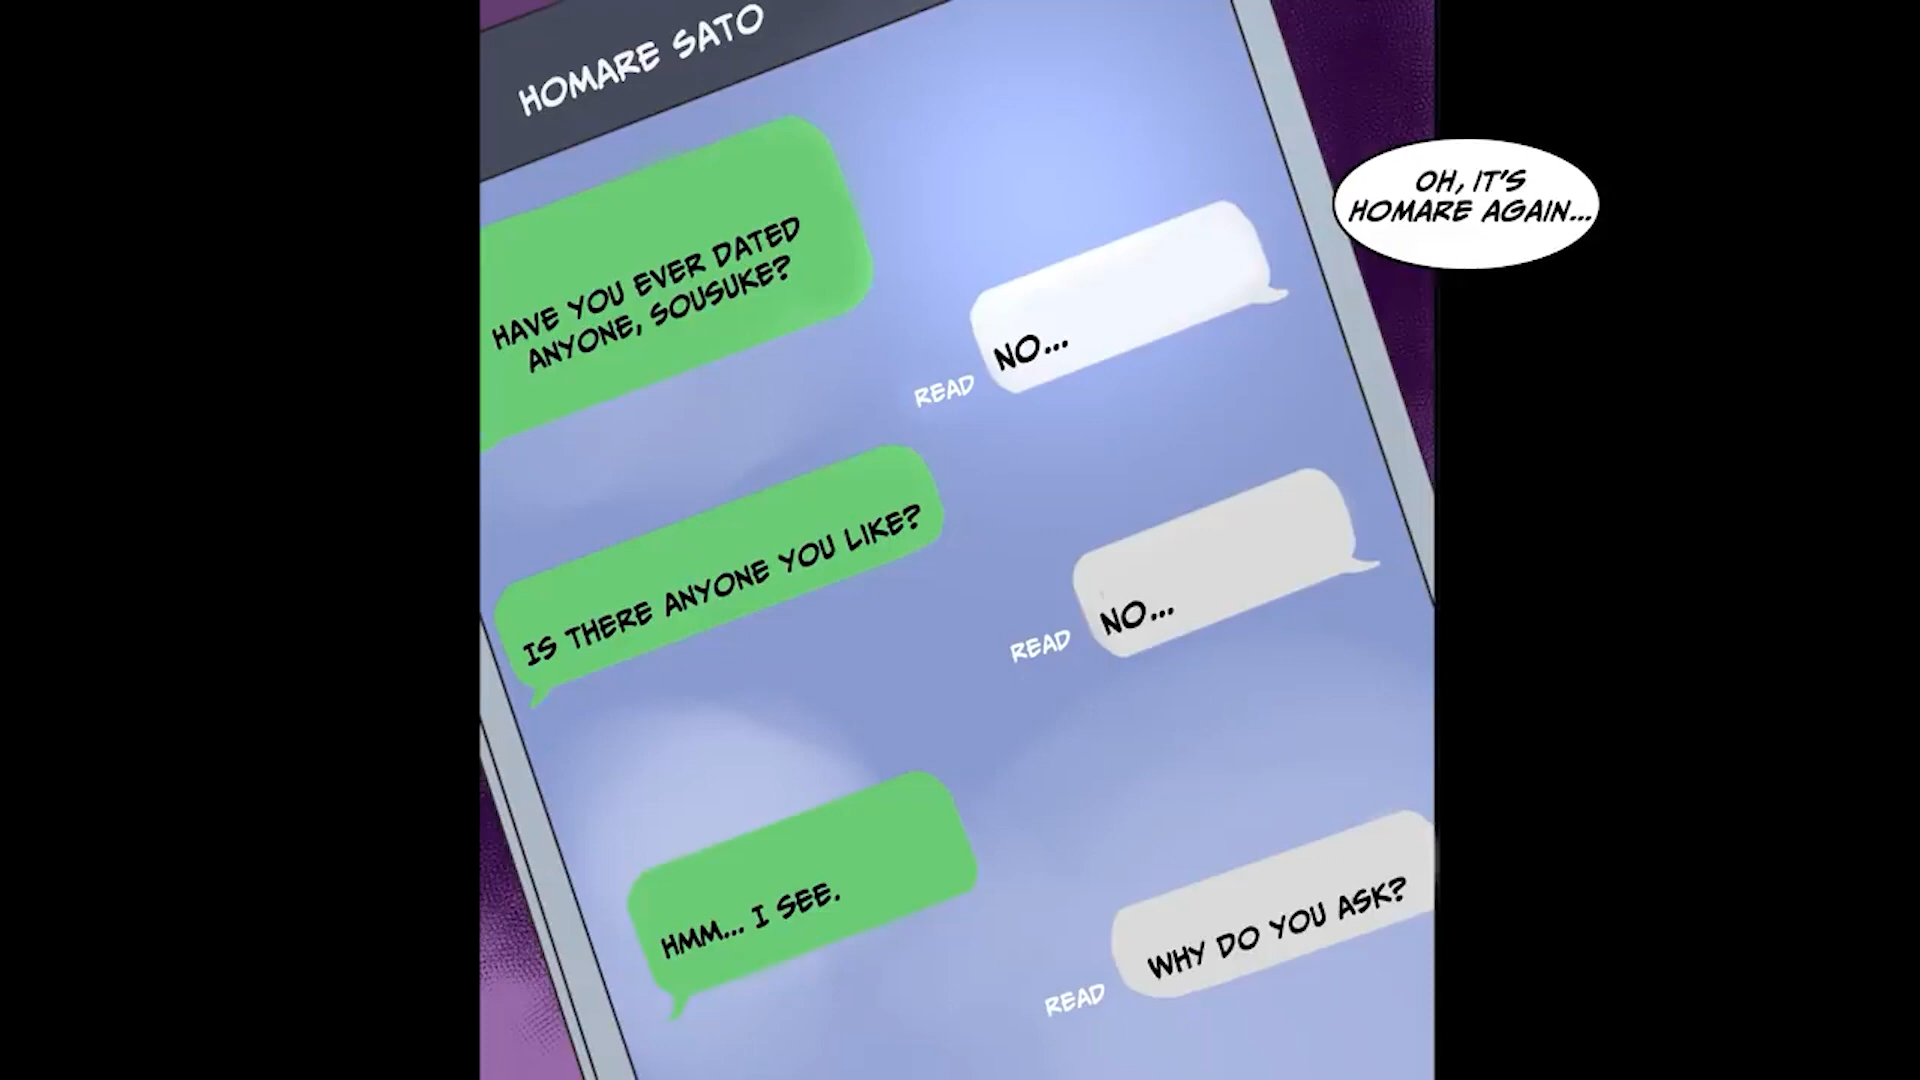 HOMARE SATO
OH, IT'S
HOMARE AGAIN...
HAVE YOU EVER DATED
ANYONE, SOUSUKE?
NO...
READ
IS THERE ANYONE YOU LIKE?
NO...
READ
HMM... I SEE.
WHY DO YOU ASK?
READ